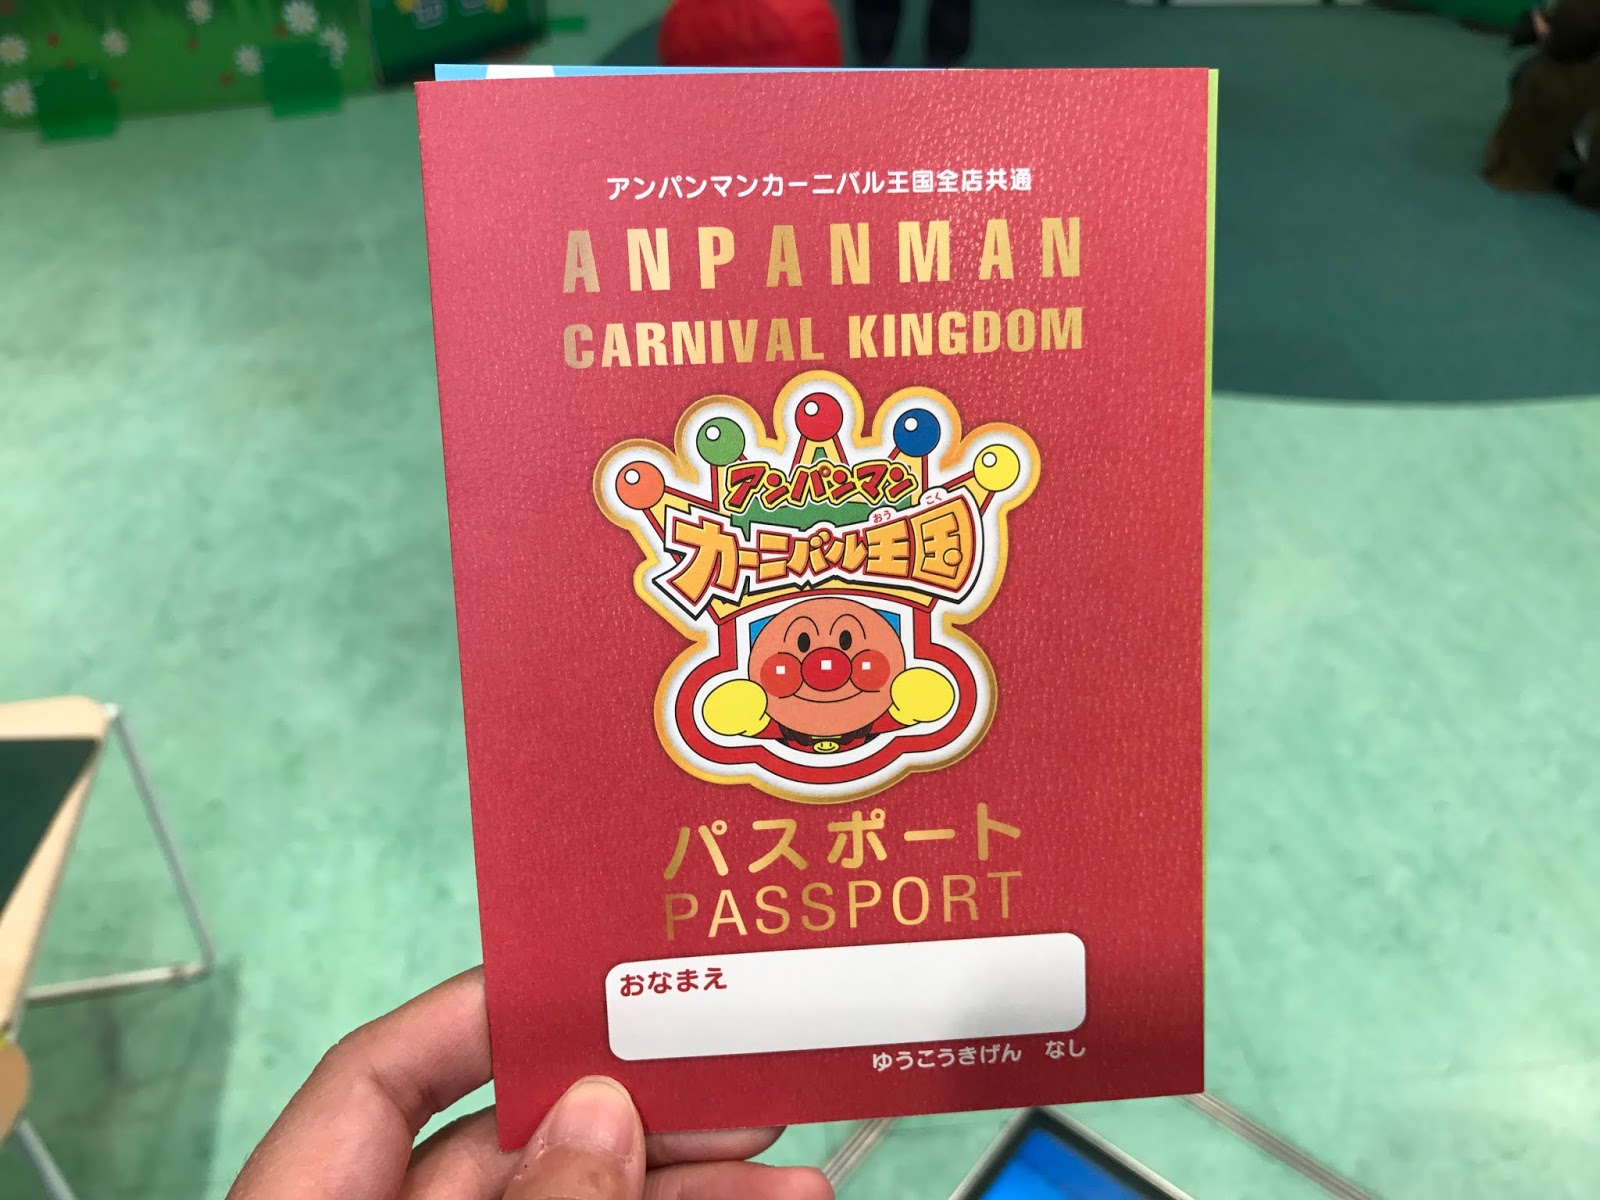 アンパンマンカーニバル王国全店共通
ANPANMAN
CARNIVAL KINGDOM
アンパンマン
カーニバル王国
おうこく
パスポート
PASSPORT
おなまえ
ゆうこうきげん なし